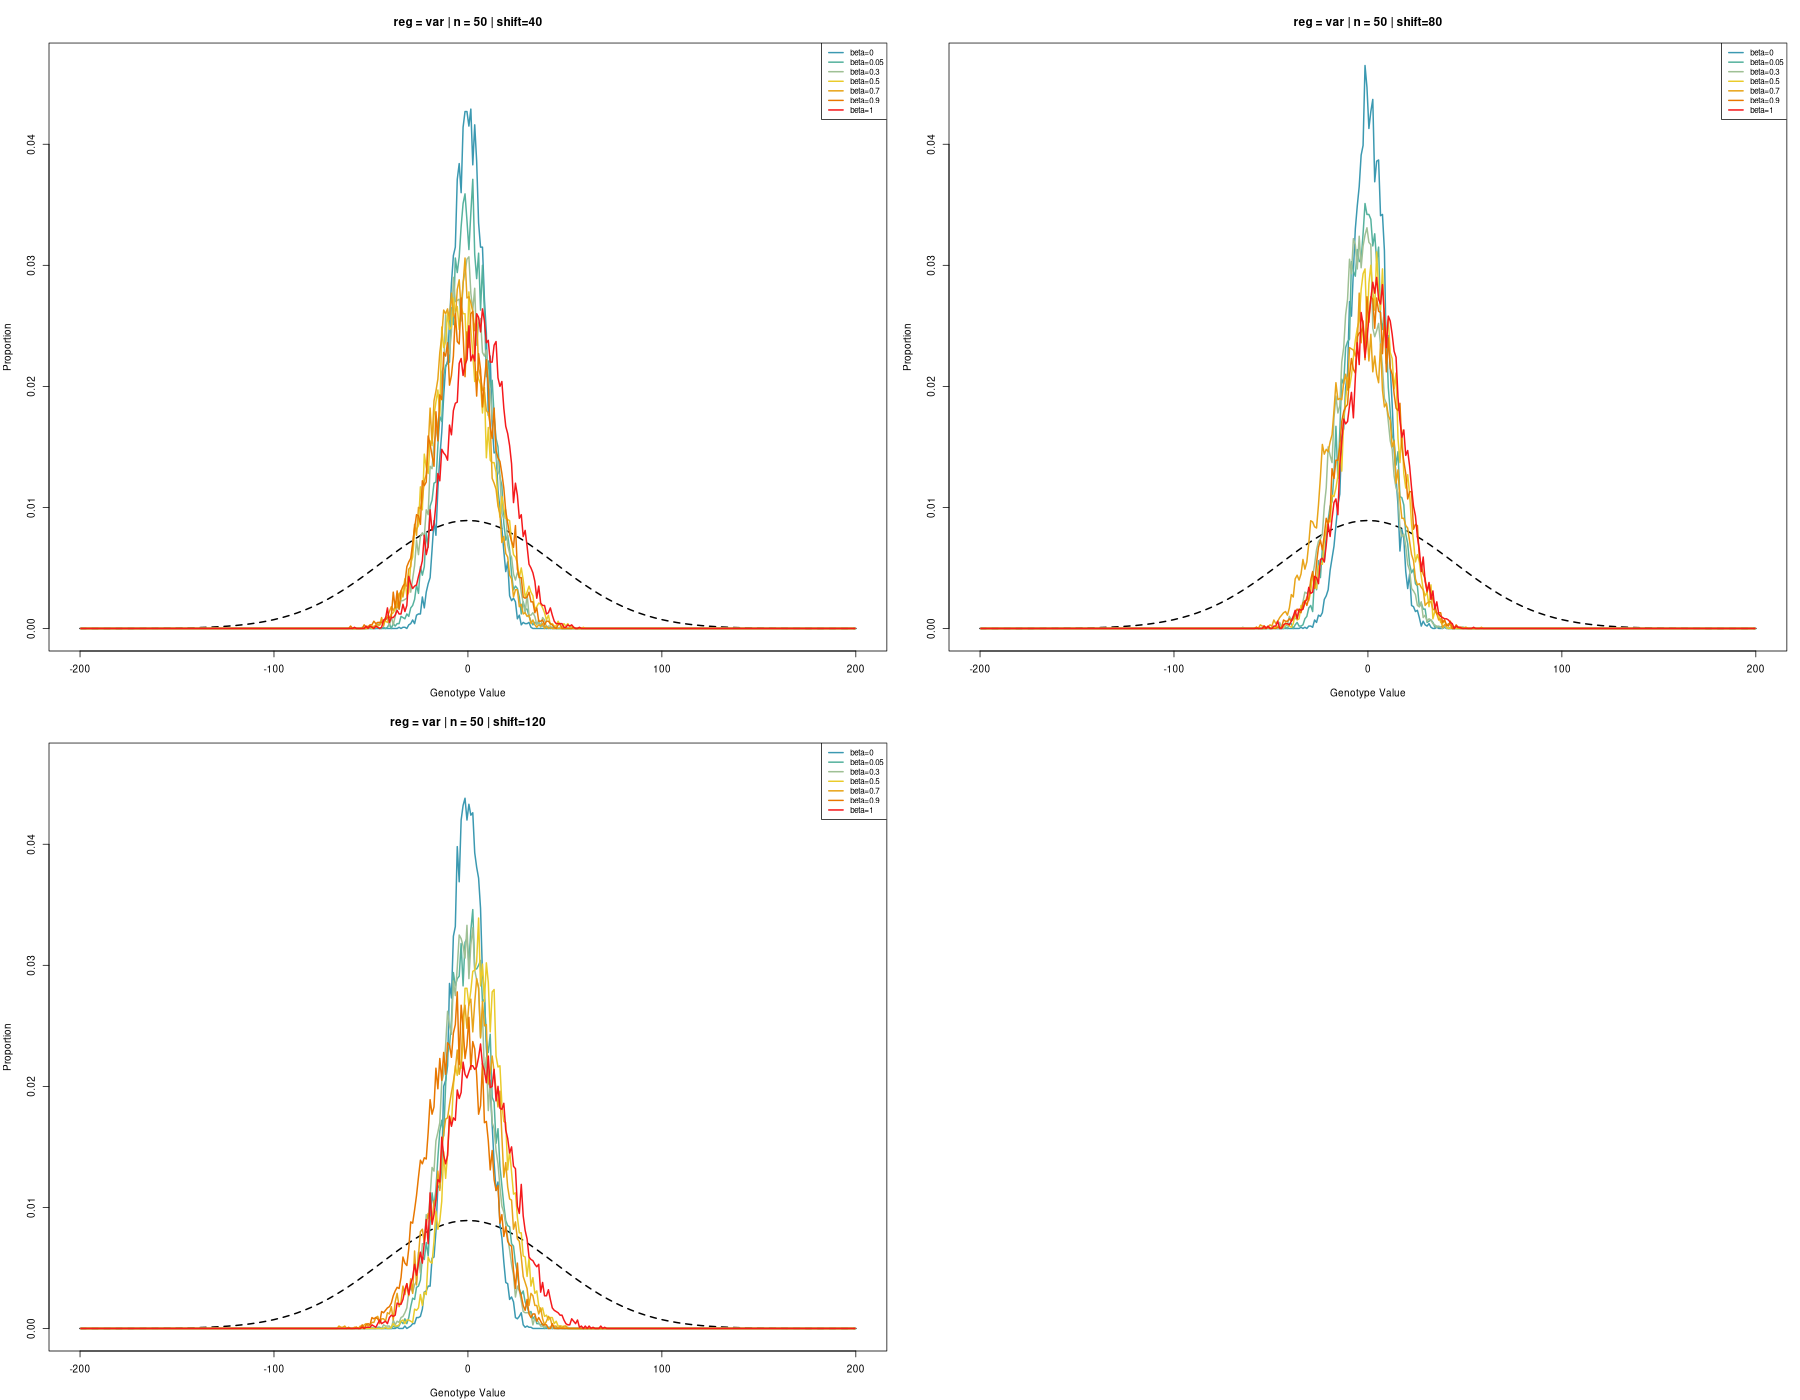 reg = var | n = 50 | shift=40
beta=0
beta=0.05
beta=0.3
beta=0.5
beta=0.7
beta=0.9
beta=1
Proportion
0.04
0.03
0.02
0.01
0.00
-200 -100 0 100 200
Genotype Value
reg = var | n = 50 | shift=80
beta=0
beta=0.05
beta=0.3
beta=0.5
beta=0.7
beta=0.9
beta=1
Proportion
0.04
0.03
0.02
0.01
0.00
-200 -100 0 100 200
Genotype Value
reg = var | n = 50 | shift=120
beta=0
beta=0.05
beta=0.3
beta=0.5
beta=0.7
beta=0.9
beta=1
Proportion
0.04
0.03
0.02
0.01
0.00
-200 -100 0 100 200
Genotype Value